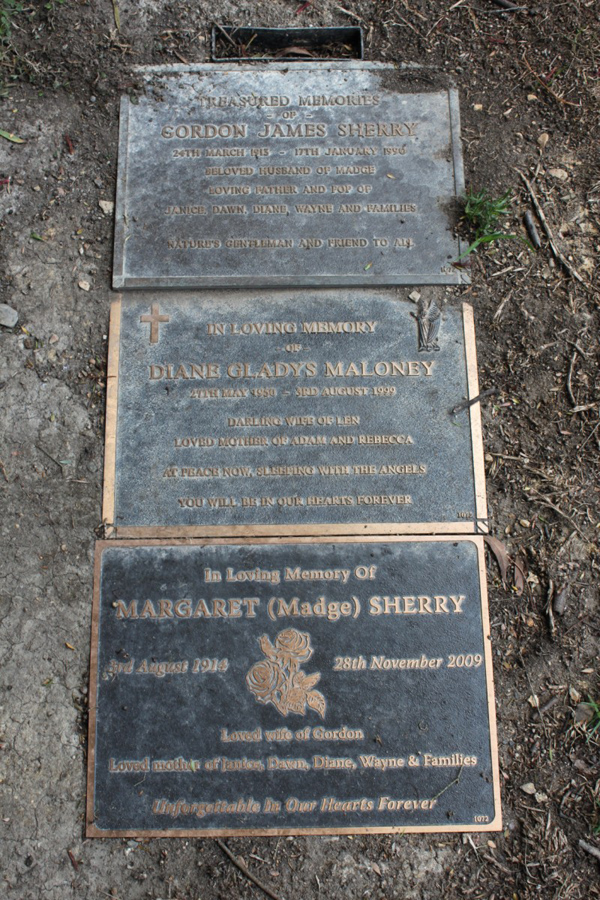 TREASURED MEMORIES
- OF -
GORDON JAMES SHERRY
24TH MARCH 1915 - 17TH JANUARY 1996
BELOVED HUSBAND OF MADGE
LOVING FATHER AND POP OF
JANICE, DAWN, DIANE, WAYNE AND FAMILIES
NATURE'S GENTLEMAN AND FRIEND TO ALL
IN LOVING MEMORY
OF
DIANE GLADYS MALONEY
27TH MAY - 3RD AUGUST 1999
DARLING WIFE OF LEN
LOVED MOTHER OF ADAM AND REBECCA
AT PEACE NOW, SLEEPING WITH THE ANGELS
YOU WILL BE IN OUR HEARTS FOREVER
1072
In Loving Memory Of
MARGARET (Madge) SHERRY
3rd August 1914
28th November 2009
Loved wife of Gordon
Loved mother of Janice, Dawn, Diane, Wayne & Families
Unforgettable In Our Hearts Forever
1072